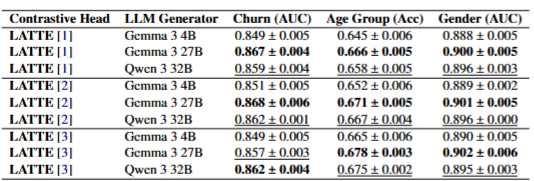 Contrastive Head LLM Generator Churn (AUC) Age Group (Acc) Gender (AUC)
LATTE [1] Gemma 3 4B 0.849 ± 0.005 0.645 ± 0.006 0.888 ± 0.005
LATTE [1] Gemma 3 27B 0.867 ± 0.004 0.666 ± 0.005 0.900 ± 0.005
LATTE [1] Qwen 3 32B 0.859 ± 0.004 0.658 ± 0.005 0.896 ± 0.003
LATTE [2] Gemma 3 4B 0.851 ± 0.005 0.652 ± 0.006 0.889 ± 0.002
LATTE [2] Gemma 3 27B 0.868 ± 0.006 0.671 ± 0.005 0.901 ± 0.005
LATTE [2] Qwen 3 32B 0.862 ± 0.001 0.667 ± 0.004 0.896 ± 0.000
LATTE [3] Gemma 3 4B 0.849 ± 0.005 0.665 ± 0.006 0.890 ± 0.005
LATTE [3] Gemma 3 27B 0.857 ± 0.003 0.678 ± 0.003 0.902 ± 0.006
LATTE [3] Qwen 3 32B 0.862 ± 0.004 0.675 ± 0.002 0.895 ± 0.003